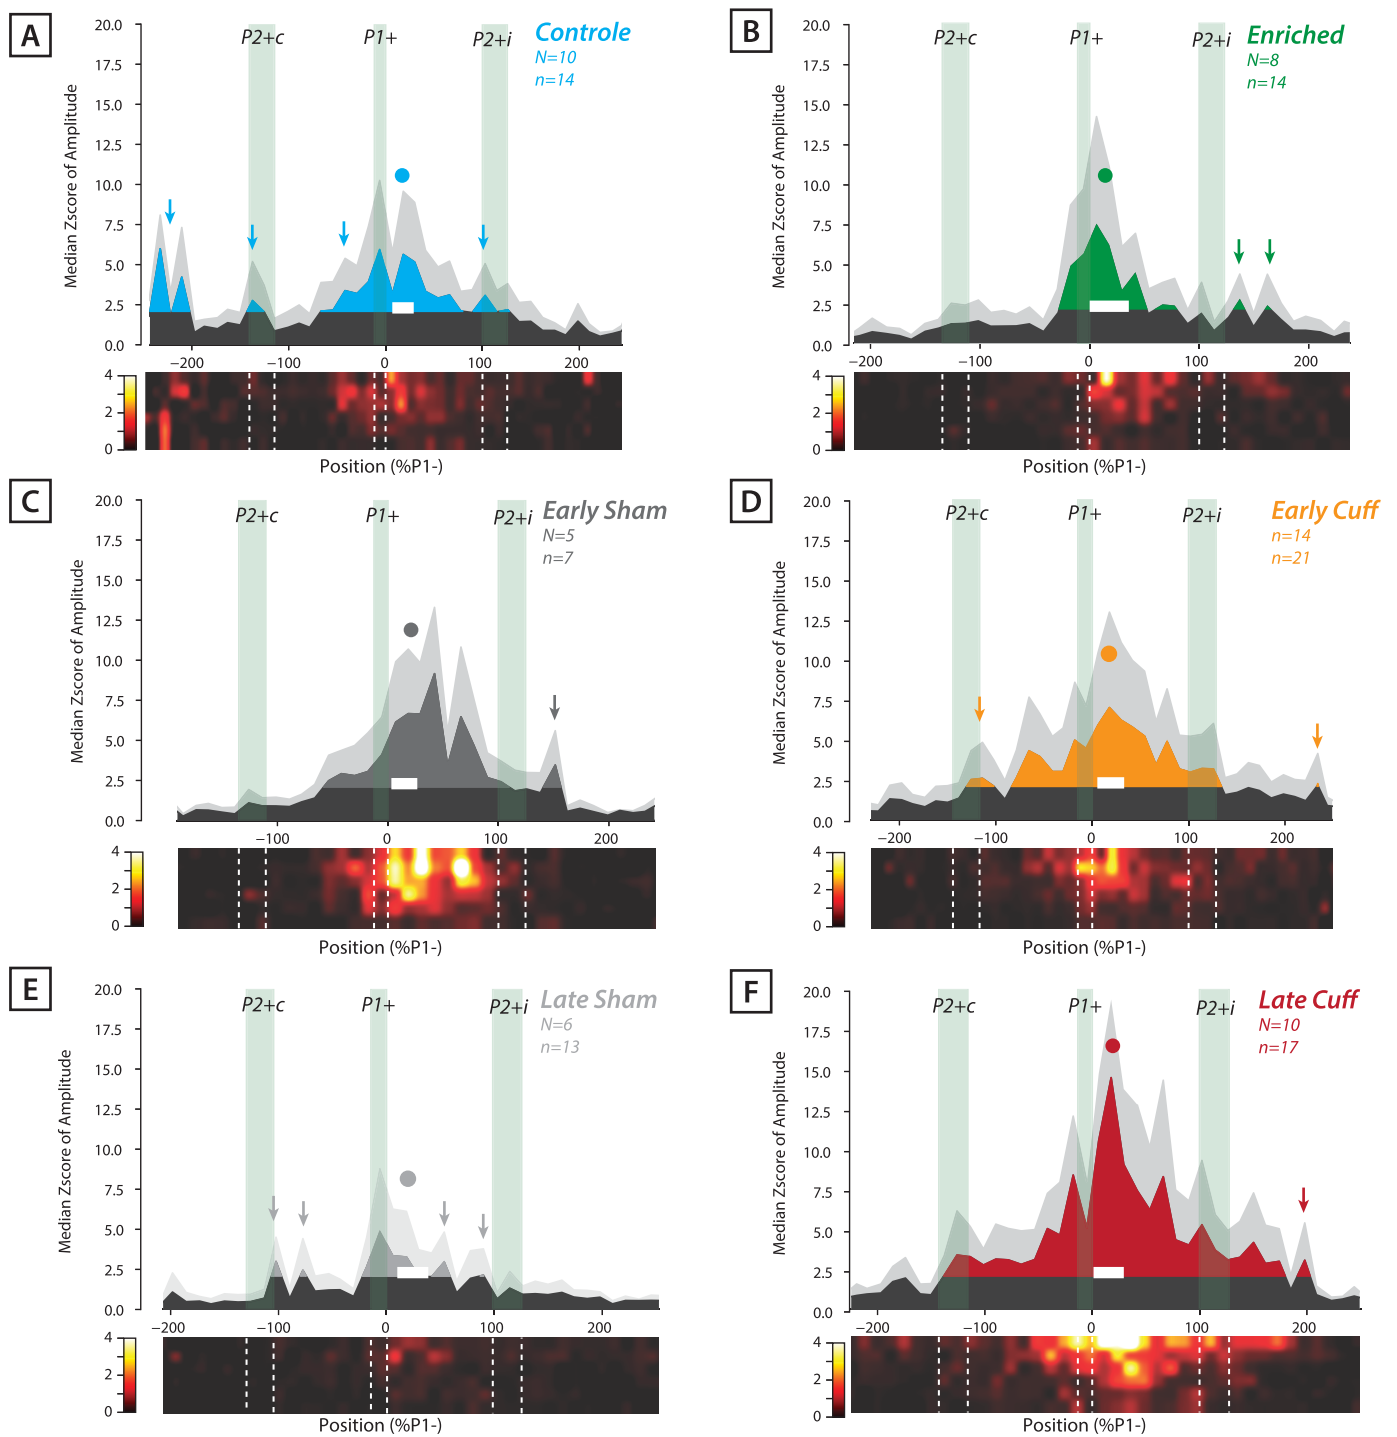 A
Controle
N=10
n=14
P2+c
P1+
P2+i
Median Zscore of Amplitude
20.0
17.5
15.0
12.5
10.0
7.5
5.0
2.5
0.0
−200
−100
0
100
200
4
2
0
Position (%P1-)
B
Enriched
N=8
n=14
P2+c
P1+
P2+i
Median Zscore of Amplitude
20.0
17.5
15.0
12.5
10.0
7.5
5.0
2.5
0.0
−200
−100
0
100
200
4
2
0
Position (%P1-)
C
Early Sham
N=5
n=7
P2+c
P1+
P2+i
Median Zscore of Amplitude
20.0
17.5
15.0
12.5
10.0
7.5
5.0
2.5
0.0
−100
0
100
200
4
2
0
Position (%P1-)
D
Early Cuff
n=14
n=21
P2+c
P1+
P2+i
Median Zscore of Amplitude
20.0
17.5
15.0
12.5
10.0
7.5
5.0
2.5
0.0
−200
−100
0
100
200
4
2
0
Position (%P1-)
E
Late Sham
N=6
n=13
P2+c
P1+
P2+i
Median Zscore of Amplitude
20.0
17.5
15.0
12.5
10.0
7.5
5.0
2.5
0.0
−200
−100
0
100
200
4
2
0
Position (%P1-)
F
Late Cuff
N=10
n=17
P2+c
P1+
P2+i
Median Zscore of Amplitude
20.0
17.5
15.0
12.5
10.0
7.5
5.0
2.5
0.0
−200
−100
0
100
200
4
2
0
Position (%P1-)